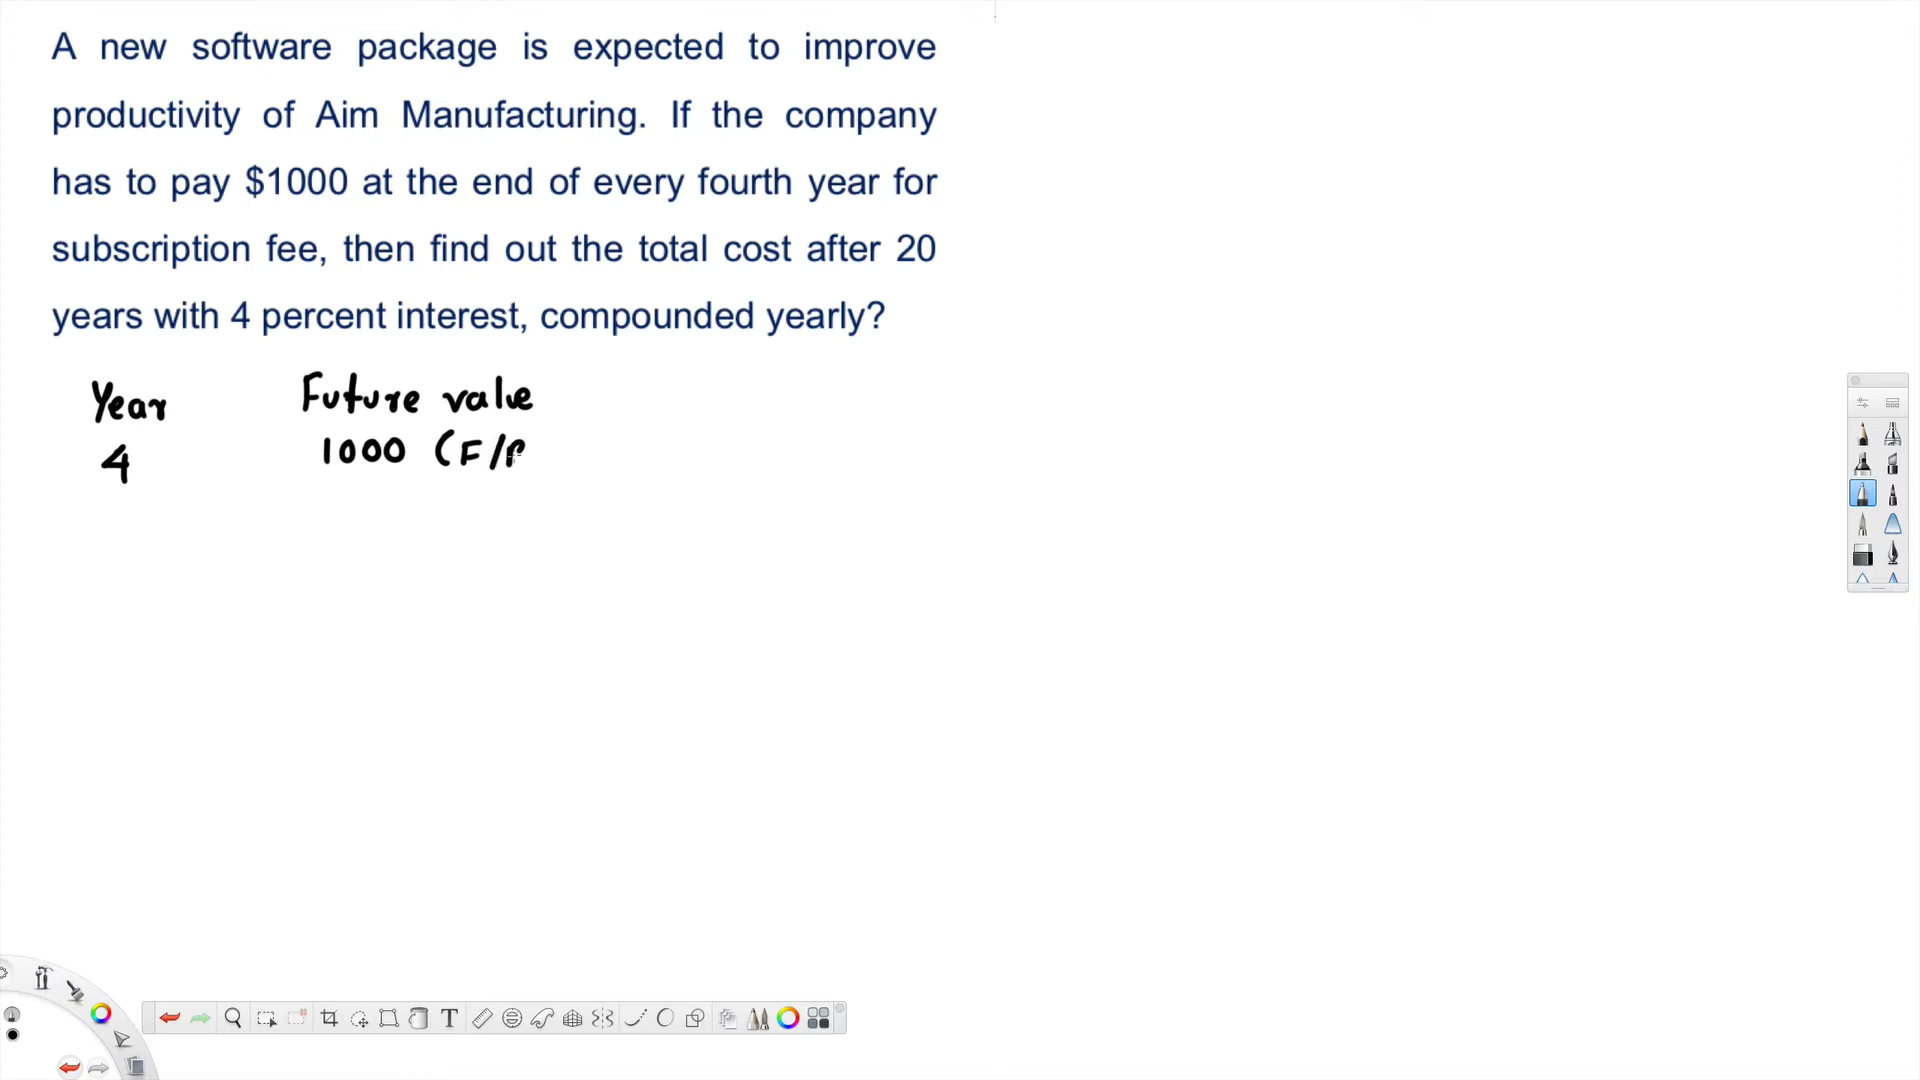 A new software package is expected to improve
productivity of Aim Manufacturing. If the company
has to pay $1000 at the end of every fourth year for
subscription fee, then find out the total cost after 20
years with 4 percent interest, compounded yearly?
Year Future value
4 1000 (F/P
T